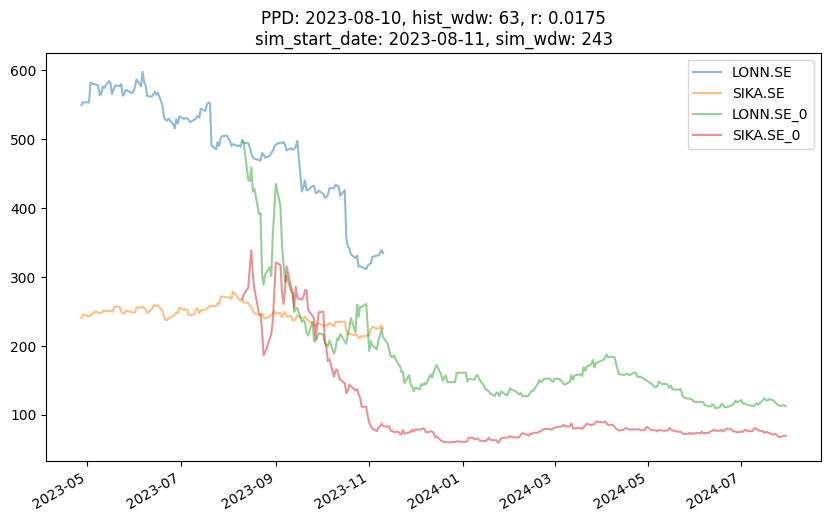 PPD: 2023-08-10, hist_wdw: 63, r: 0.0175
sim_start_date: 2023-08-11, sim_wdw: 243
LONN.SE
SIKA.SE
LONN.SE_0
SIKA.SE_0
600
500
400
300
200
100
2023-05
2023-07
2023-09
2023-11
2024-01
2024-03
2024-05
2024-07